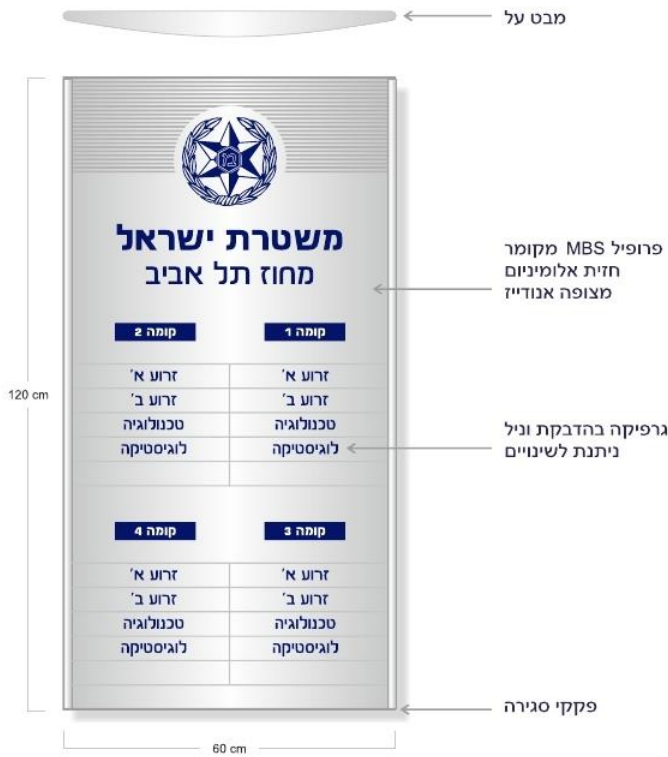 מבט על
משטרת ישראל
מחוז תל אביב
פרופיל MBS מקומר
חזית אלומיניום
מצופה אנודייז
קומה 1
קומה 2
זרוע א'
זרוע א'
זרוע ב'
זרוע ב'
טכנולוגיה
טכנולוגיה
לוגיסטיקה
לוגיסטיקה
120 cm
גרפיקה בהדבקת וניל
ניתנת לשינויים
קומה 3
קומה 4
זרוע א'
זרוע א'
זרוע ב'
זרוע ב'
טכנולוגיה
טכנולוגיה
לוגיסטיקה
לוגיסטיקה
פקקי סגירה
60 cm